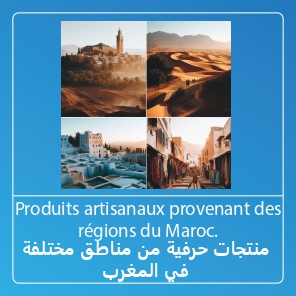 Produits artisanaux provenant des
régions du Maroc.
منتجات حرفية من مناطق مختلفة
في المغرب